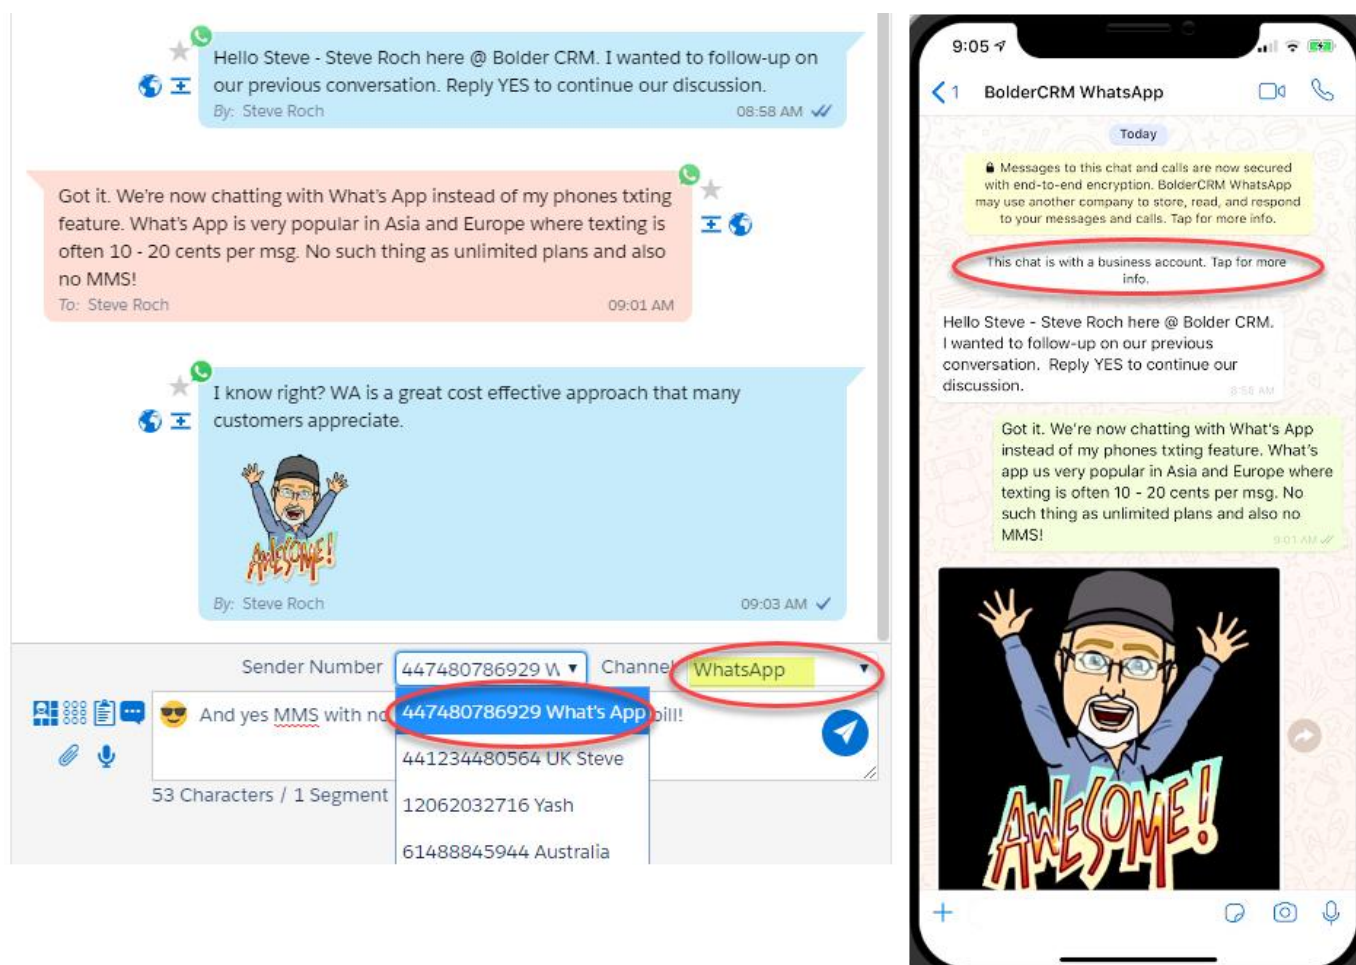 Hello Steve - Steve Roch here @ Bolder CRM. I wanted to follow-up on
our previous conversation. Reply YES to continue our discussion.
By: Steve Roch
08:58 AM
Got it. We're now chatting with What's App instead of my phones txting
feature. What's App is very popular in Asia and Europe where texting is
often 10 - 20 cents per msg. No such thing as unlimited plans and also
no MMS!
To: Steve Roch
09:01 AM
I know right? WA is a great cost effective approach that many
customers appreciate.
AWESOME!
By: Steve Roch
09:03 AM
Sender Number
447480786929 W
Channel
WhatsApp
And yes MMS with no
bill!
447480786929 What's App
441234480564 UK Steve
12062032716 Yash
61488845944 Australia
53 Characters / 1 Segment
9:05
1
BolderCRM WhatsApp
Today
Messages to this chat and calls are now secured
with end-to-end encryption. BolderCRM WhatsApp
may use another company to store, read, and respond
to your messages and calls. Tap for more info.
This chat is with a business account. Tap for more
info.
Hello Steve - Steve Roch here @ Bolder CRM.
I wanted to follow-up on our previous
conversation. Reply YES to continue our
discussion.
8:58 AM
Got it. We're now chatting with What's App
instead of my phones txting feature. What's
app us very popular in Asia and Europe where
texting is often 10 - 20 cents per msg. No
such thing as unlimited plans and also no
MMS!
9:01 AM
AWESOME!